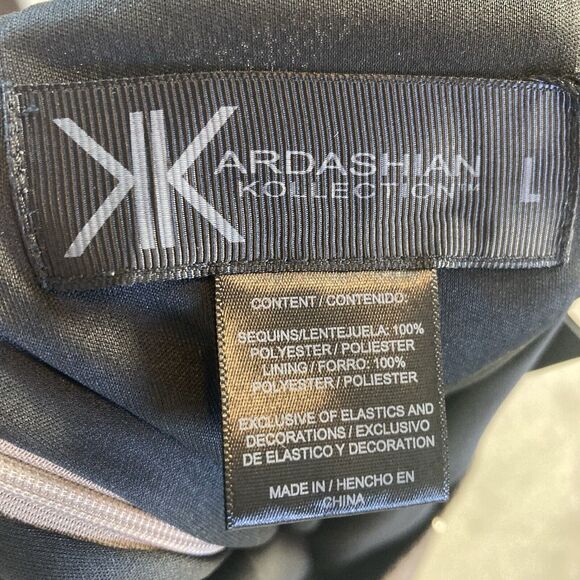 KARDASHIAN
KOLLECTION™
L
CONTENT / CONTENIDO:
SEQUINS/LENTEJUELA: 100%
POLYESTER / POLIESTER
LINING / FORRO: 100%
POLYESTER / POLIESTER
EXCLUSIVE OF ELASTICS AND
DECORATIONS / EXCLUSIVO
DE ELASTICO Y DECORATION
MADE IN / HENCHO EN
CHINA